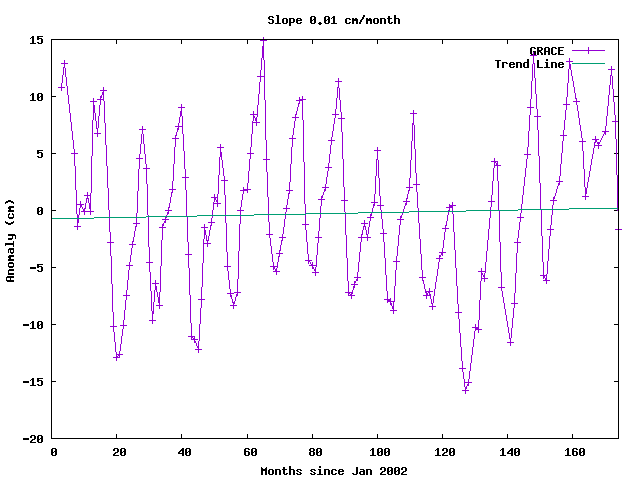 Slope 0.01 cm/month
15
10
5
0
-5
-10
-15
-20
Anomaly (cm)
GRACE
Trend Line
0 20 40 60 80 100 120 140 160
Months since Jan 2002